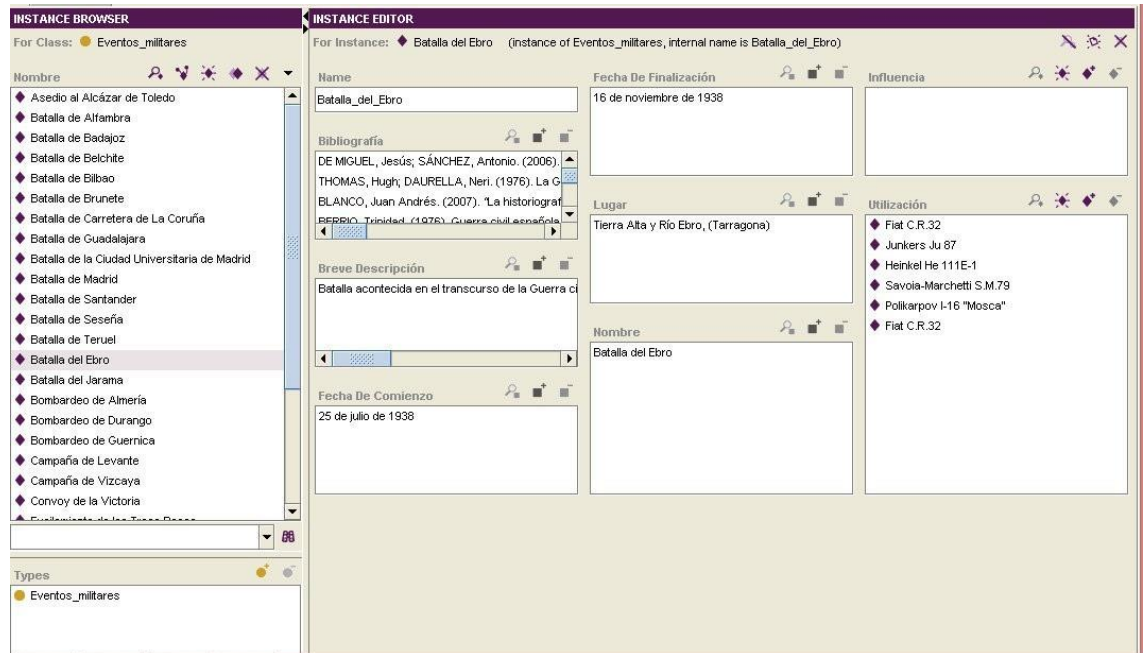 INSTANCE BROWSER
For Class: Eventos_militares
Nombre
Asedio al Alcázar de Toledo
Batalla de Alfambra
Batalla de Badajoz
Batalla de Belchite
Batalla de Bilbao
Batalla de Brunete
Batalla de Carretera de La Coruña
Batalla de Guadalajara
Batalla de la Ciudad Universitaria de Madrid
Batalla de Madrid
Batalla de Santander
Batalla de Seseña
Batalla de Teruel
Batalla del Ebro
Batalla del Jarama
Bombardeo de Almería
Bombardeo de Durango
Bombardeo de Guernica
Campaña de Levante
Campaña de Vizcaya
Convoy de la Victoria
Types
Eventos_militares
INSTANCE EDITOR
For Instance: Batalla del Ebro (instance of Eventos_militares, internal name is Batalla_del_Ebro)
Name
Batalla_del_Ebro
Bibliografía
DE MIGUEL, Jesús; SÁNCHEZ, Antonio. (2006).
THOMAS, Hugh; DAURELLA, Neri. (1976). La G
BLANCO, Juan Andrés. (2007). "La historiograf
BERRIO, Trinidad. (1976). Guerra civil española
Breve Descripción
Batalla acontecida en el transcurso de la Guerra ci
Fecha De Comienzo
25 de julio de 1938
Fecha De Finalización
16 de noviembre de 1938
Lugar
Tierra Alta y Río Ebro, (Tarragona)
Nombre
Batalla del Ebro
Influencia
Utilización
Fiat C.R.32
Junkers Ju 87
Heinkel He 111E-1
Savoia-Marchetti S.M.79
Polikarpov I-16 "Mosca"
Fiat C.R.32